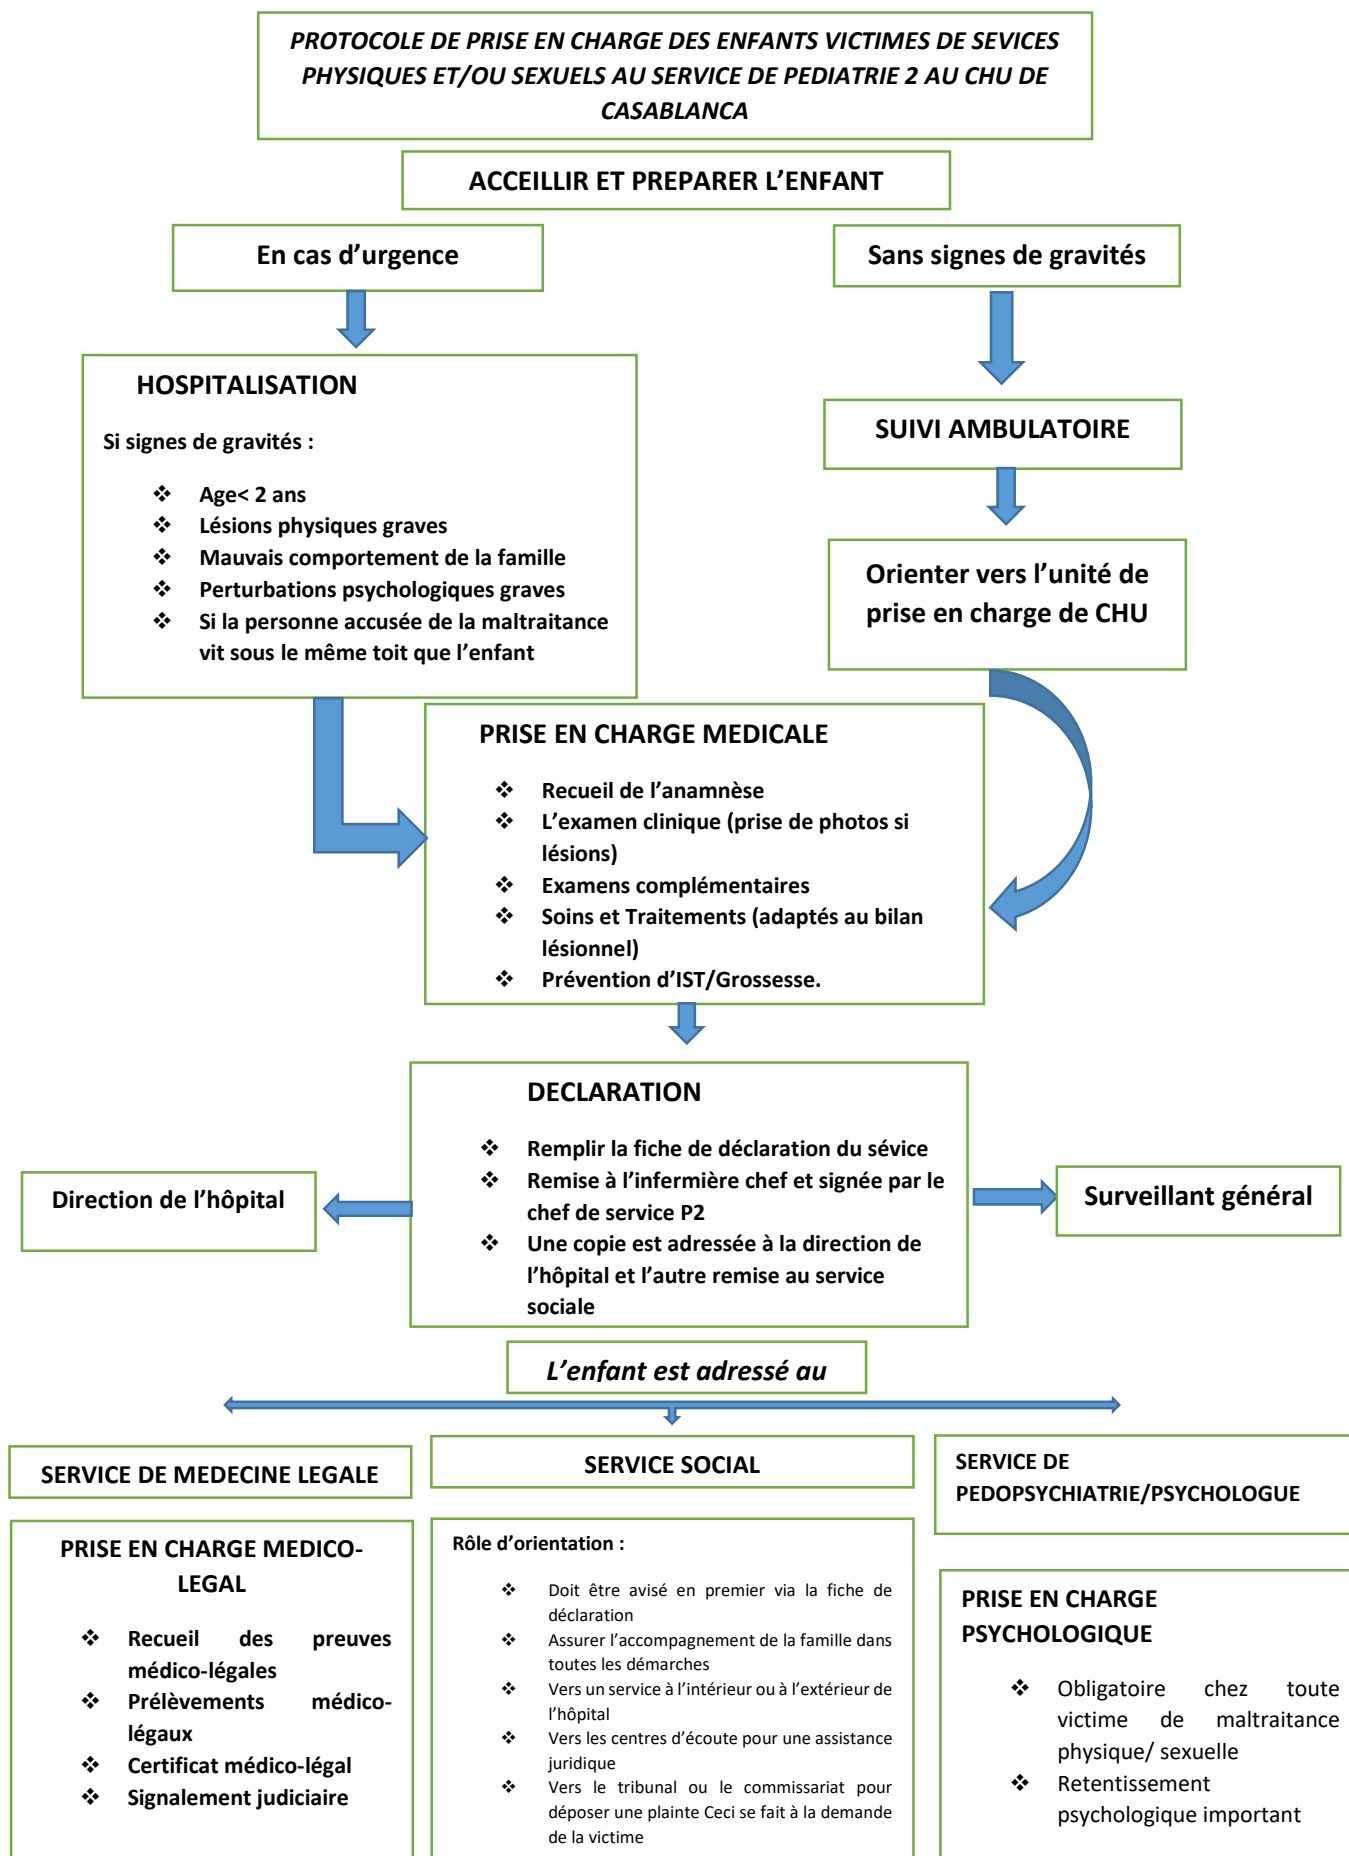 PROTOCOLE DE PRISE EN CHARGE DES ENFANTS VICTIMES DE SEVICES
PHYSIQUES ET/OU SEXUELS AU SERVICE DE PEDIATRIE 2 AU CHU DE
CASABLANCA
ACCEILLIR ET PREPARER L’ENFANT
En cas d’urgence
Sans signes de gravités
HOSPITALISATION
Si signes de gravités :
❖ Age< 2 ans
❖ Lésions physiques graves
❖ Mauvais comportement de la famille
❖ Perturbations psychologiques graves
❖ Si la personne accusée de la maltraitance
vit sous le même toit que l’enfant
SUIVI AMBULATOIRE
Orienter vers l’unité de
prise en charge de CHU
PRISE EN CHARGE MEDICALE
❖ Recueil de l’anamnèse
❖ L’examen clinique (prise de photos si
lésions)
❖ Examens complémentaires
❖ Soins et Traitements (adaptés au bilan
lésionnel)
❖ Prévention d’IST/Grossesse.
DECLARATION
❖ Remplir la fiche de déclaration du sévice
❖ Remise à l’infirmière chef et signée par le
chef de service P2
❖ Une copie est adressée à la direction de
l’hôpital et l’autre remise au service
sociale
Direction de l’hôpital
Surveillant général
L’enfant est adressé au
SERVICE DE MEDECINE LEGALE
PRISE EN CHARGE MEDICO-
LEGAL
❖ Recueil des preuves
médico-légales
❖ Prélèvements médico-
légaux
❖ Certificat médico-légal
❖ Signalement judiciaire
SERVICE SOCIAL
Rôle d’orientation :
❖ Doit être avisé en premier via la fiche de
déclaration
❖ Assurer l’accompagnement de la famille dans
toutes les démarches
❖ Vers un service à l’intérieur ou à l’extérieur de
l’hôpital
❖ Vers les centres d’écoute pour une assistance
juridique
❖ Vers le tribunal ou le commissariat pour
déposer une plainte Ceci se fait à la demande
de la victime
SERVICE DE
PEDOPSYCHIATRIE/PSYCHOLOGUE
PRISE EN CHARGE
PSYCHOLOGIQUE
❖ Obligatoire chez toute
victime de maltraitance
physique/ sexuelle
❖ Retentissement
psychologique important